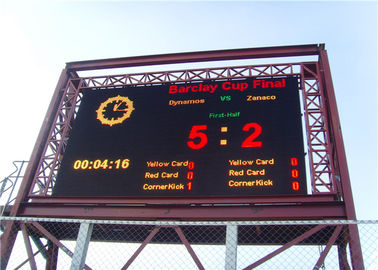 Barclay Cup Final
Dynamos VS Zanaco
First-Half
5 : 2
00:04:16
Yellow Card 0 Yellow Card 0
Red Card 0 Red Card 0
CornerKick 1 CornerKick 0